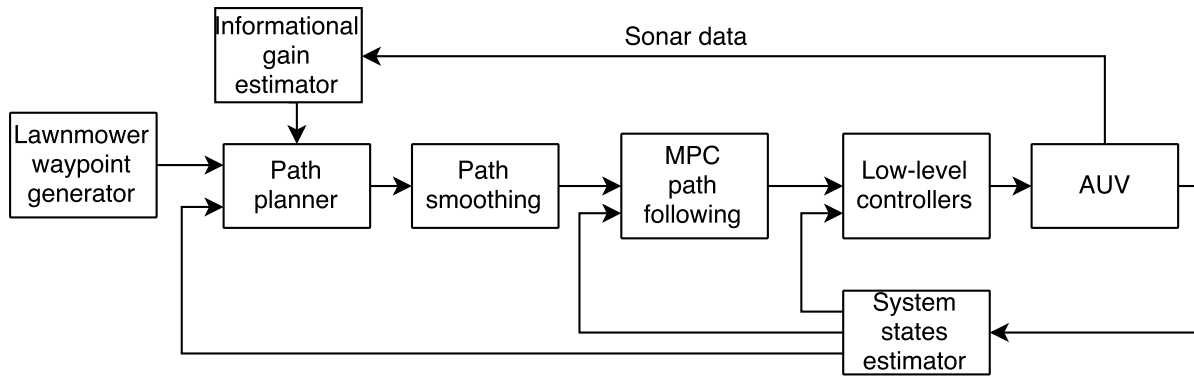 Informational
gain
estimator
Sonar data
Lawnmower
waypoint
generator
Path
planner
Path
smoothing
MPC
path
following
Low-level
controllers
AUV
System
states
estimator